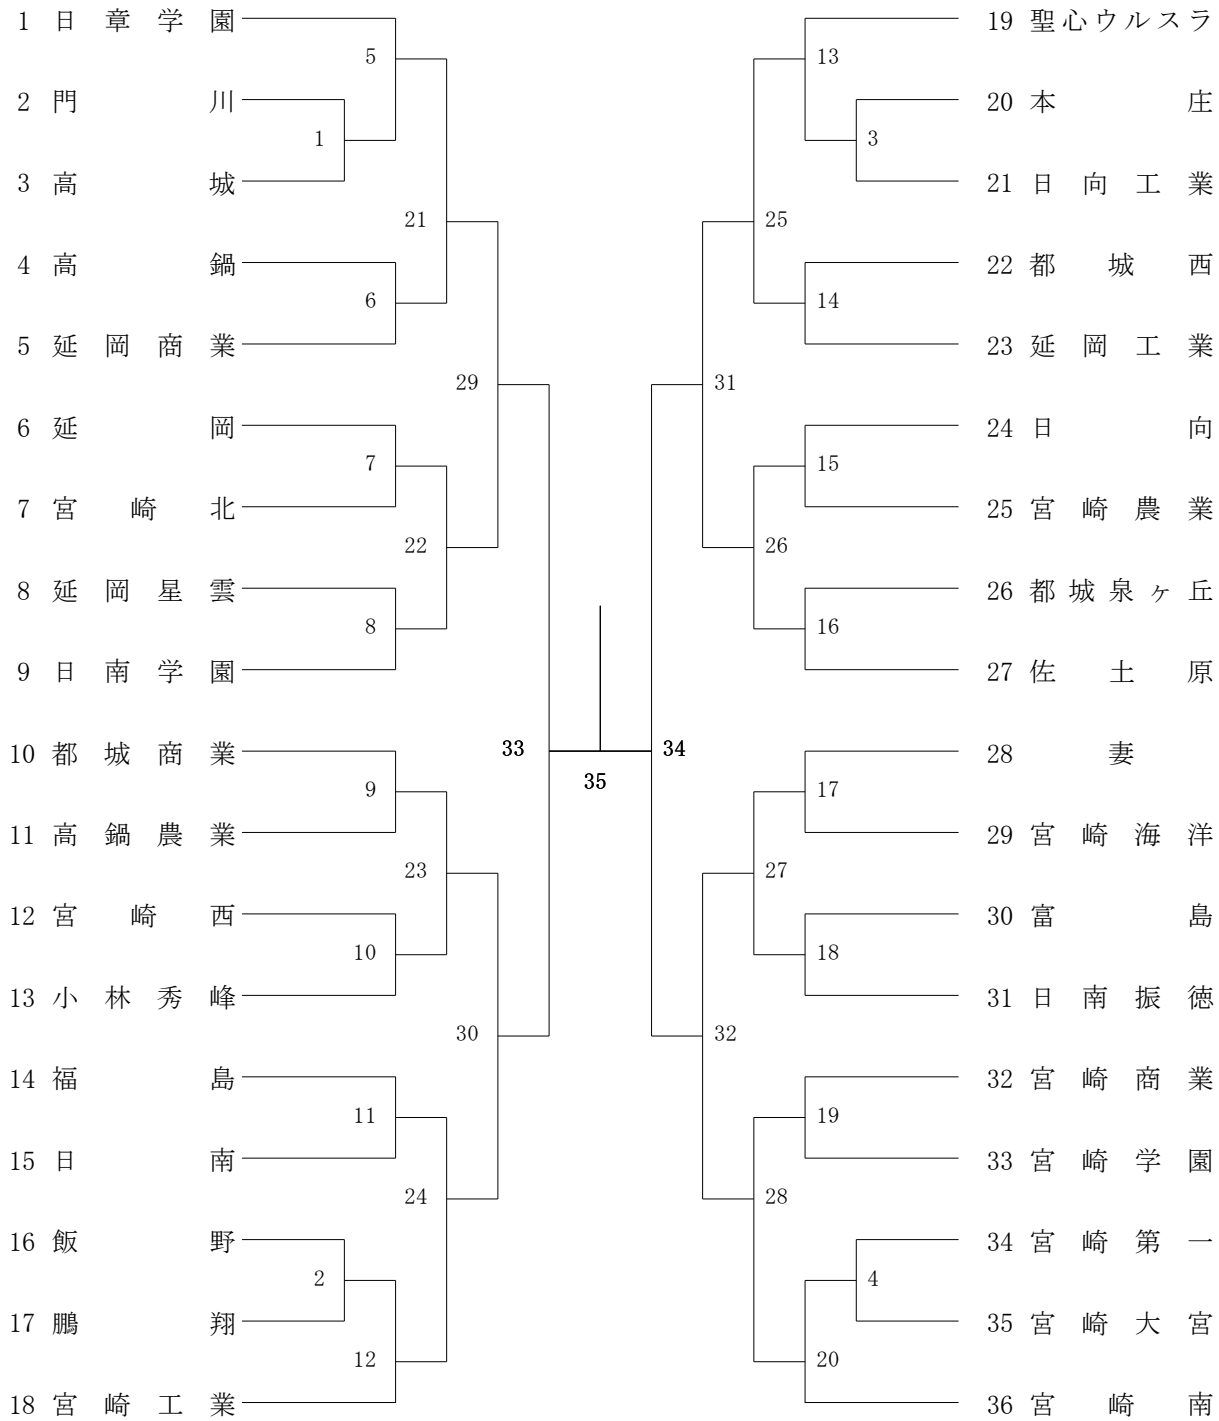 1 日章学園
5
2 門川
1
3 高城
21
4 高鍋
6
5 延岡商業
29
6 延岡
7
7 宮崎北
22
8 延岡星雲
8
9 日南学園
33
10 都城商業
9
11 高鍋農業
23
12 宮崎西
10
13 小林秀峰
30
14 福島
11
15 日南
24
16 飯野
2
17 鵬翔
12
18 宮崎工業
35
19 聖心ウルスラ
13
20 本庄
3
21 日向工業
25
22 都城西
14
23 延岡工業
31
24 日向
15
25 宮崎農業
26
26 都城泉ヶ丘
16
27 佐土原
34
28 妻
17
29 宮崎海洋
27
30 富島
18
31 日南振徳
32
32 宮崎商業
19
33 宮崎学園
28
34 宮崎第一
4
35 宮崎大宮
20
36 宮崎南